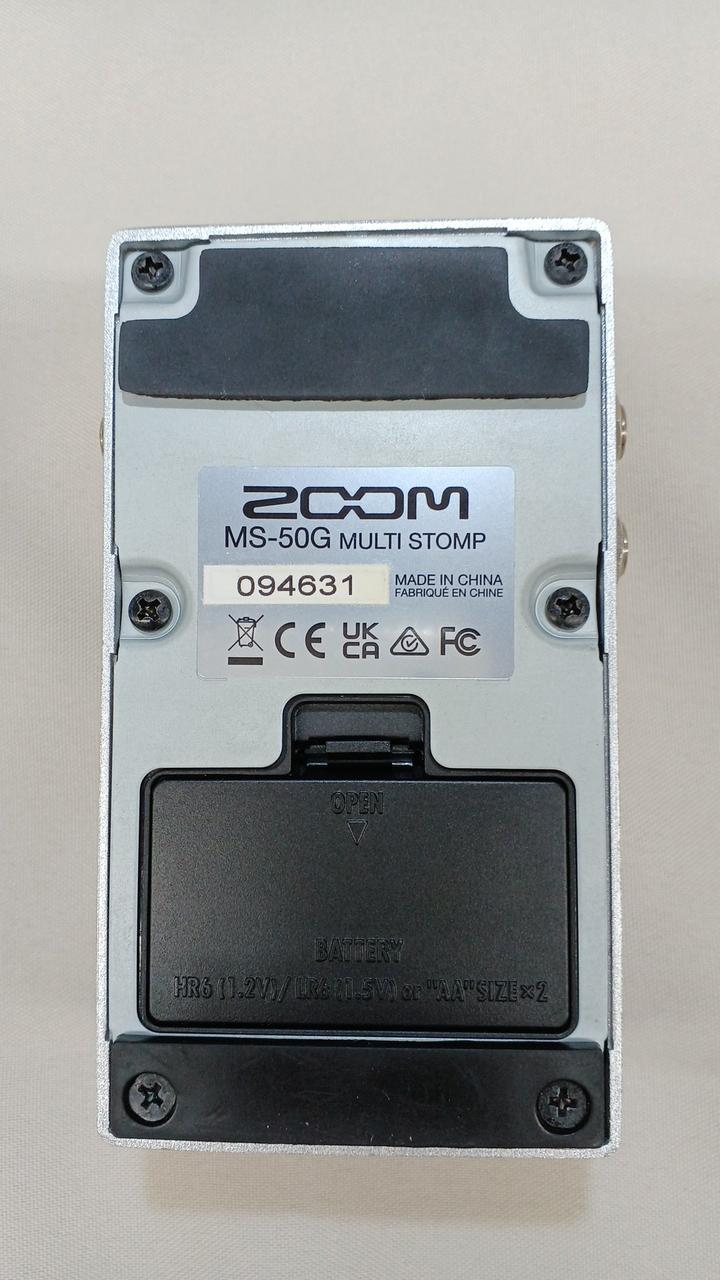 ZOOM
MS-50G MULTI STOMP
094631
MADE IN CHINA
FABRIQUÉ EN CHINE
CE UK CA FC
OPEN
BATTERY
HR6 (1.2V)/ LR6 (1.5V) or "AA" SIZE×2